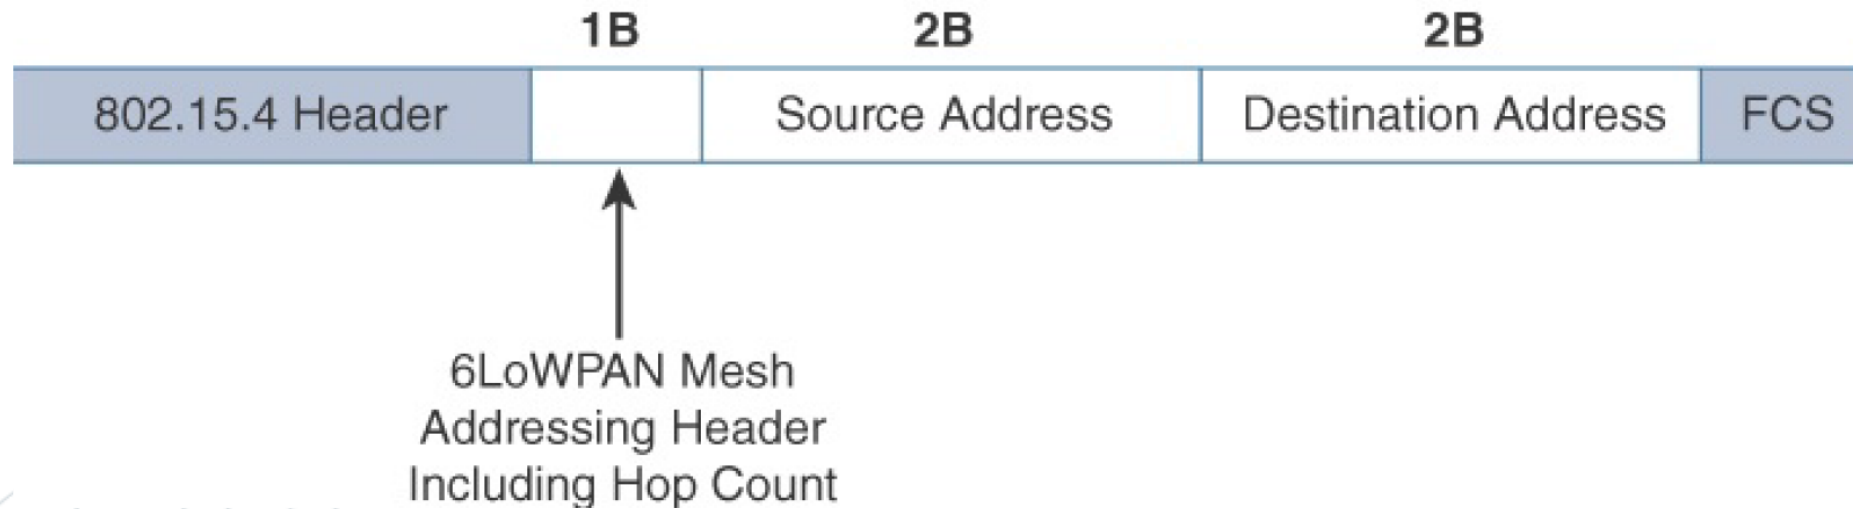 1B 2B 2B
802.15.4 Header Source Address Destination Address FCS
6LoWPAN Mesh
Addressing Header
Including Hop Count